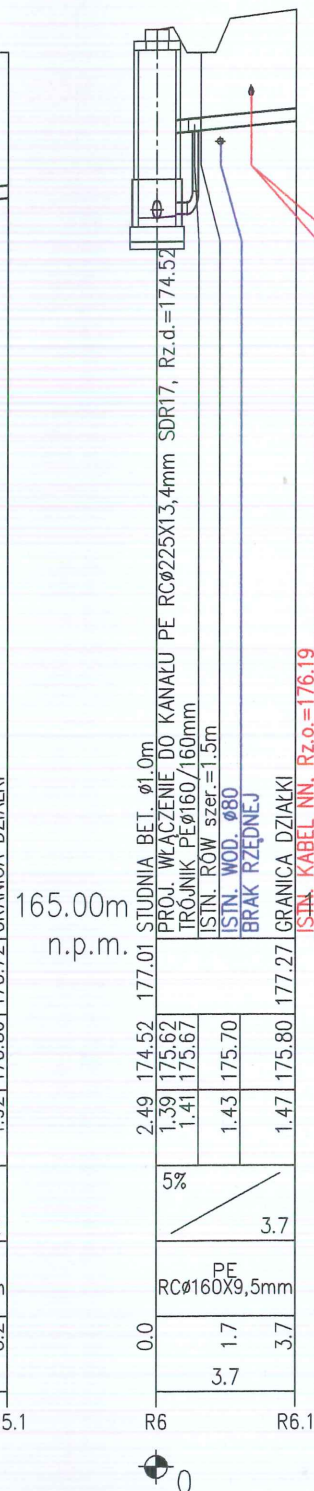 PROJ. WŁĄCZENIE DO KANAŁU PE RCø225X13,4mm SDR17, Rz.d.=174.52
STUDNIA BET. ø1.0m
TRÓJNIK PEø160/160mm
ISTN. RÓW szer.=1.5m
ISTN. WOD. ø80
BRAK RZĘDNEJ
GRANICA DZIAŁKI
ISTN. KABEL NN, Rz.o.=176.19
GRANICA DZIAŁKI
165.00m
n.p.m.
177.01
177.27
174.52
175.62
175.67
175.70
175.80
2.49
1.39
1.41
1.43
1.47
5%
3.7
PE
RCø160X9,5mm
0.0
1.7
3.7
3.7
5.1
R6
R6.1
0